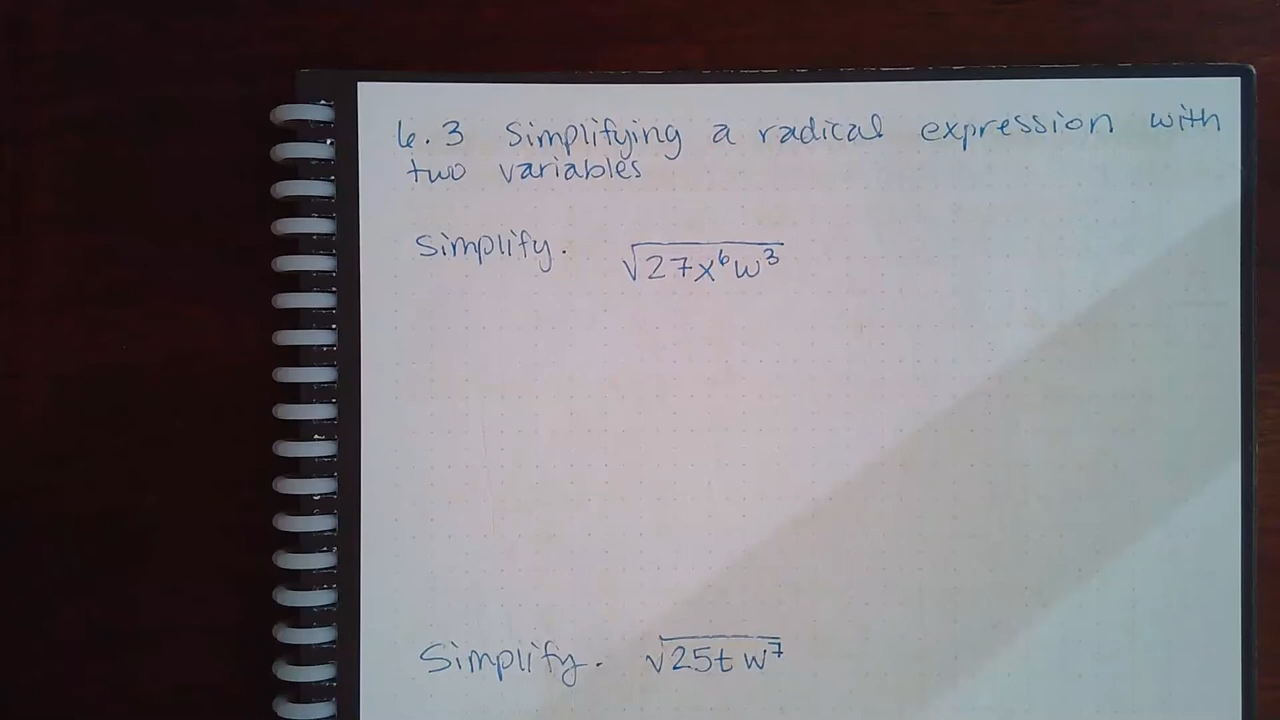 6.3 Simplifying a radical expression with
two variables
Simplify. √27x⁶w³
Simplify. √25tw⁷